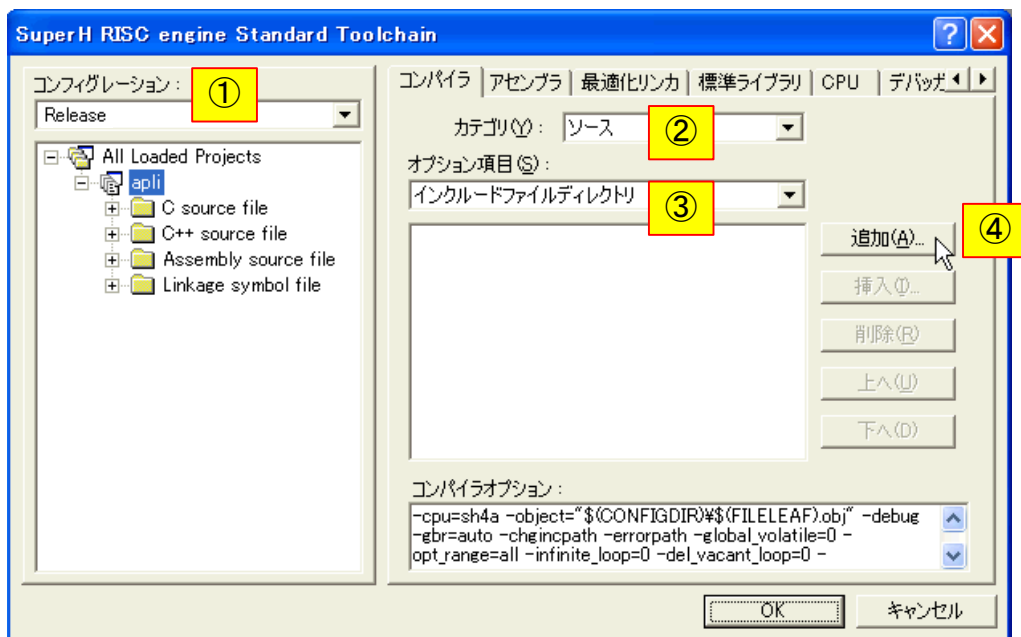 SuperH RISC engine Standard Toolchain
コンフィグレーション :
①
Release
All Loaded Projects
apli
C source file
C++ source file
Assembly source file
Linkage symbol file
コンパイラ
アセンブラ
最適化リンカ
標準ライブラリ
CPU
デバッガ
カテゴリ(Y) :
ソース
②
オプション項目(S) :
インクルードファイルディレクトリ
③
追加(A)...
④
挿入(I)...
削除(R)
上へ(U)
下へ(D)
コンパイラオプション :
-cpu=sh4a -object="$(CONFIGDIR)¥$(FILELEAF).obj" -debug
-gbr=auto -chgincpath -errorpath -global_volatile=0 -
opt_range=all -infinite_loop=0 -del_vacant_loop=0 -
OK
キャンセル